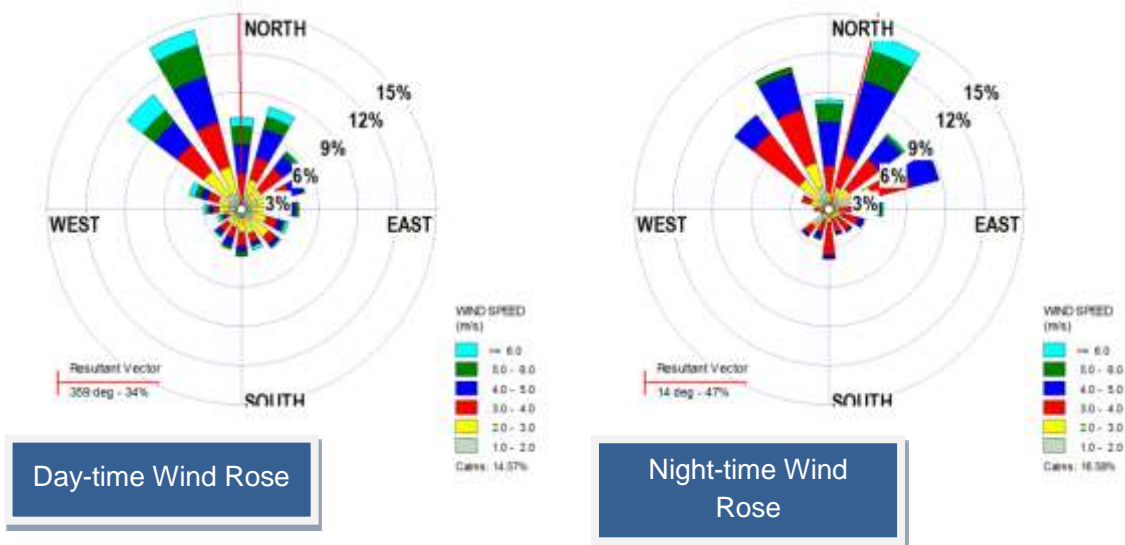 NORTH
15%
12%
9%
6%
3%
WEST
EAST
SOUTH
Resultant Vector
359 deg - 34%
WIND SPEED
(m/s)
>= 6.0
5.0 - 6.0
4.0 - 5.0
3.0 - 4.0
2.0 - 3.0
1.0 - 2.0
Calms: 14.57%
Day-time Wind Rose
NORTH
15%
12%
9%
6%
3%
WEST
EAST
SOUTH
Resultant Vector
14 deg - 47%
WIND SPEED
(m/s)
>= 6.0
5.0 - 6.0
4.0 - 5.0
3.0 - 4.0
2.0 - 3.0
1.0 - 2.0
Calms: 16.58%
Night-time Wind
Rose